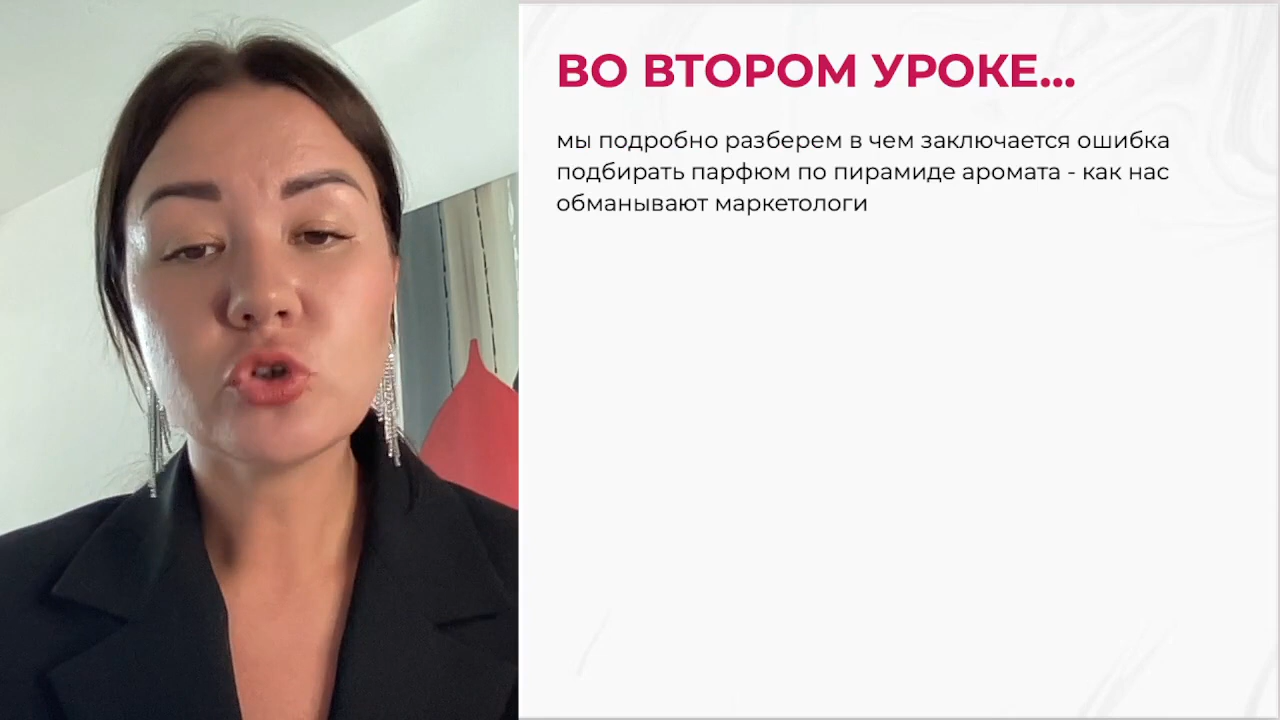 ВО ВТОРОМ УРОКЕ...
мы подробно разберем в чем заключается ошибка
подбирать парфюм по пирамиде аромата - как нас
обманывают маркетологи